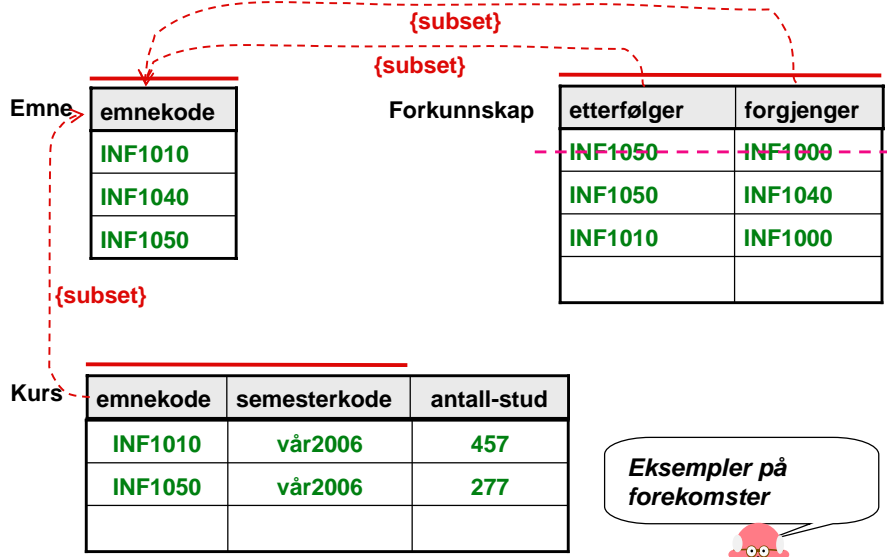 {subset}
{subset}
Emne
emnekode
INF1010
INF1040
INF1050
Forkunnskap
etterfølger forgjenger
INF1050 INF1000
INF1050 INF1040
INF1010 INF1000
{subset}
Kurs
emnekode semesterkode antall-stud
INF1010 vår2006 457
INF1050 vår2006 277
Eksempler på
forekomster